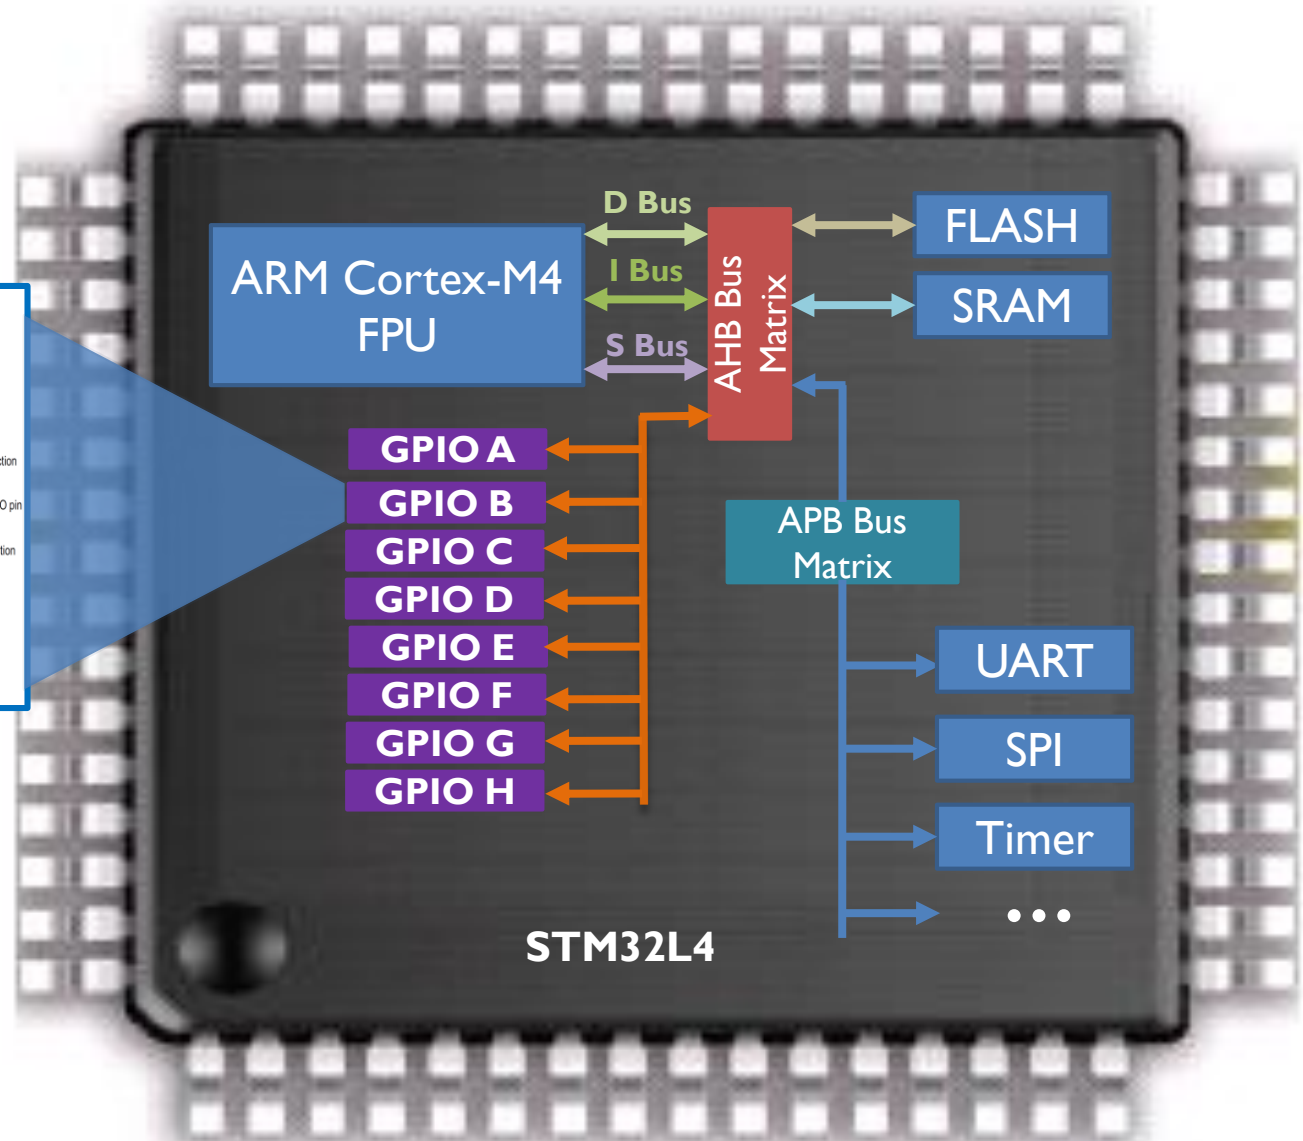 D Bus
FLASH
ARM Cortex-M4
FPU
I Bus
S Bus
AHB Bus
Matrix
SRAM
GPIO A
GPIO B
GPIO C
GPIO D
GPIO E
GPIO F
GPIO G
GPIO H
APB Bus
Matrix
UART
SPI
Timer
...
STM32L4
O pin